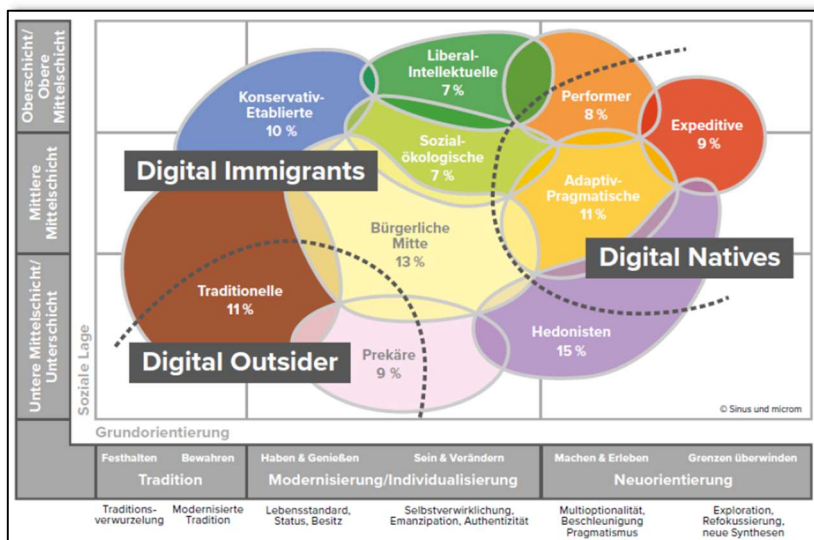 Oberschicht/
Obere
Mittelschicht
Mittlere
Mittelschicht
Untere Mittelschicht/
Unterschicht
Soziale Lage
Konservativ-
Etablierte
10 %
Liberal-
Intellektuelle
7 %
Performer
8 %
Expeditive
9 %
Sozial-
ökologische
7 %
Digital Immigrants
Adaptiv-
Pragmatische
11 %
Bürgerliche
Mitte
13 %
Digital Natives
Traditionelle
11 %
Digital Outsider
Prekäre
9 %
Hedonisten
15 %
© Sinus und microm
Grundorientierung
Festhalten
Bewahren
Haben & Genießen
Sein & Verändern
Machen & Erleben
Grenzen überwinden
Tradition
Modernisierung/Individualisierung
Neuorientierung
Traditions-
verwurzelung
Modernisierte
Tradition
Lebensstandard,
Status, Besitz
Selbstverwirklichung,
Emanzipation, Authentizität
Multioptionalität,
Beschleunigung
Pragmatismus
Exploration,
Refokussierung,
neue Synthesen